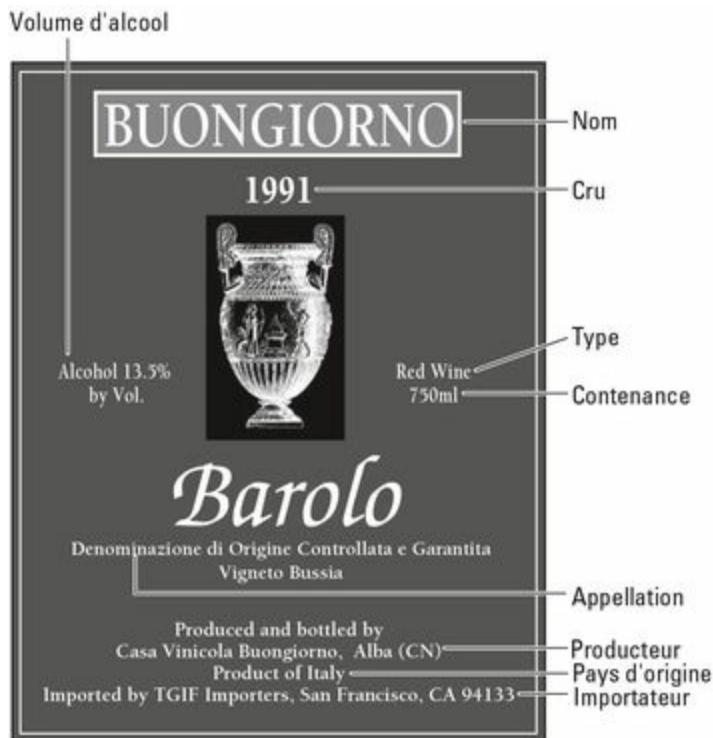 Volume d'alcool
BUONGIORNO
Nom
1991
Cru
Type
Alcohol 13.5%
by Vol.
Red Wine
750ml
Contenance
Barolo
Denominazione di Origine Controllata e Garantita
Vigneto Bussia
Appellation
Produced and bottled by
Casa Vinicola Buongiorno, Alba (CN)
Producteur
Product of Italy
Pays d'origine
Imported by TGIF Importers, San Francisco, CA 94133
Importateur